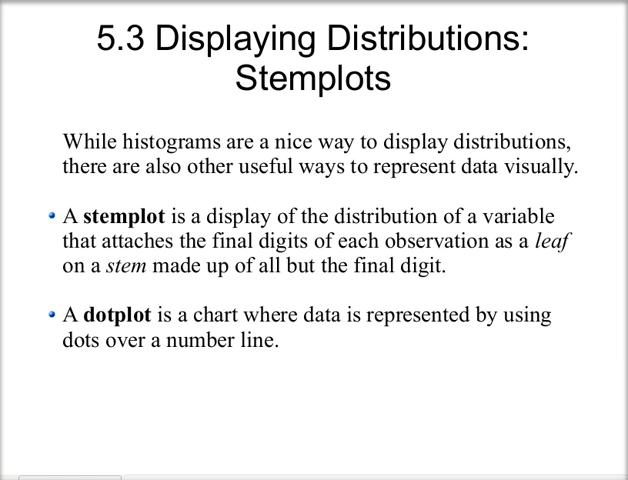 5.3 Displaying Distributions:
Stemplots
While histograms are a nice way to display distributions,
there are also other useful ways to represent data visually.
A stemplot is a display of the distribution of a variable
that attaches the final digits of each observation as a leaf
on a stem made up of all but the final digit.
A dotplot is a chart where data is represented by using
dots over a number line.